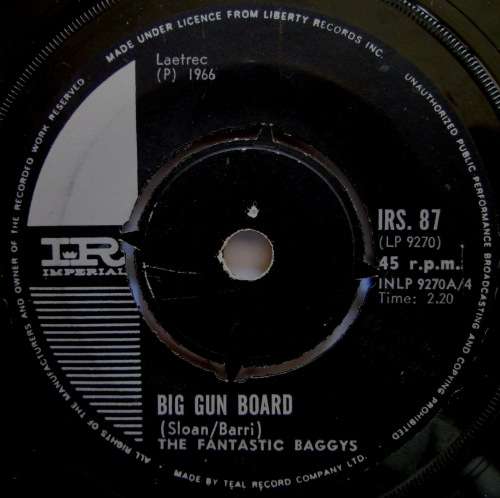 MADE UNDER LICENCE FROM LIBERTY RECORDS INC.
UNAUTHORIZED PUBLIC PERFORMANCE BROADCASTING AND COPYING PROHIBITED
ALL RIGHTS OF THE MANUFACTURERS AND OWNER OF THE RECORDED WORK RESERVED
Laetrec
(P) 1966
IR
IMPERIAL
IRS. 87
(LP 9270)
45 r.p.m.
INLP 9270A/4
Time: 2.20
BIG GUN BOARD
(Sloan/Barri)
THE FANTASTIC BAGGYS
MADE BY TEAL RECORD COMPANY LTD.